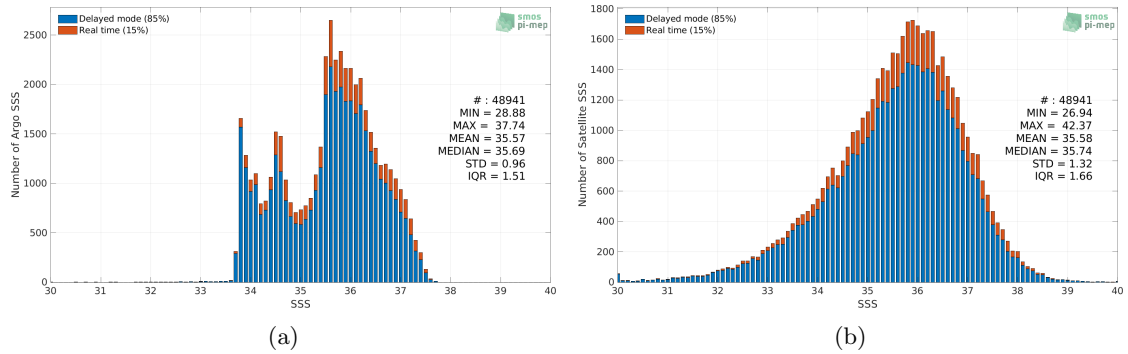 Delayed mode (85%)
Real time (15%)
smos
pi-mep
2500
2000
1500
1000
500
0
Number of Argo SSS
# : 48941
MIN = 28.88
MAX = 37.74
MEAN = 35.57
MEDIAN = 35.69
STD = 0.96
IQR = 1.51
30 31 32 33 34 35 36 37 38 39 40
SSS
(a)
Delayed mode (85%)
Real time (15%)
smos
pi-mep
1800
1600
1400
1200
1000
800
600
400
200
0
Number of Satellite SSS
# : 48941
MIN = 26.94
MAX = 42.37
MEAN = 35.58
MEDIAN = 35.74
STD = 1.32
IQR = 1.66
30 31 32 33 34 35 36 37 38 39 40
SSS
(b)